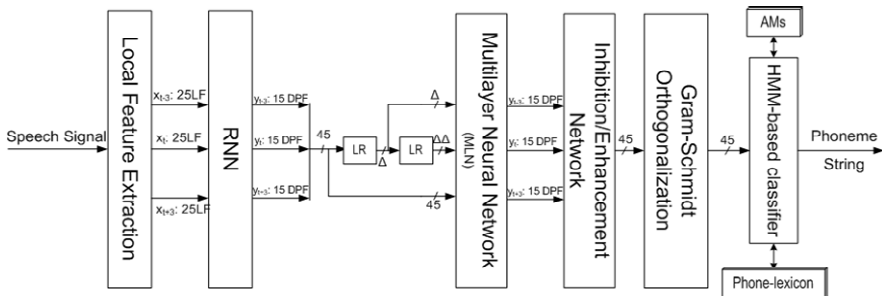 Speech Signal
Local Feature Extraction
xt-3: 25LF
xt: 25LF
xt+3: 25LF
RNN
yt-3: 15 DPF
yt: 15 DPF
yt+3: 15 DPF
45
LR
Δ
LR
Δ
ΔΔ
45
Multilayer Neural Network
(MLN)
yt-3: 15 DPF
yt: 15 DPF
yt+3: 15 DPF
Inhibition/Enhancement
Network
45
Gram-Schmidt
Orthogonalization
45
AMs
HMM-based classifier
Phone-lexicon
Phoneme
String